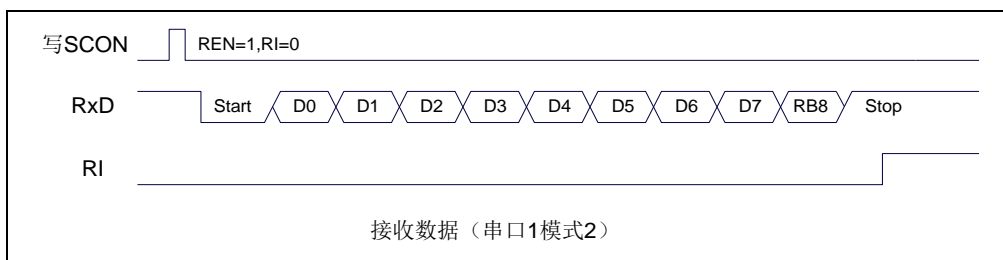 写SCON REN=1,RI=0
RxD Start D0 D1 D2 D3 D4 D5 D6 D7 RB8 Stop
RI
接收数据（串口1模式2）